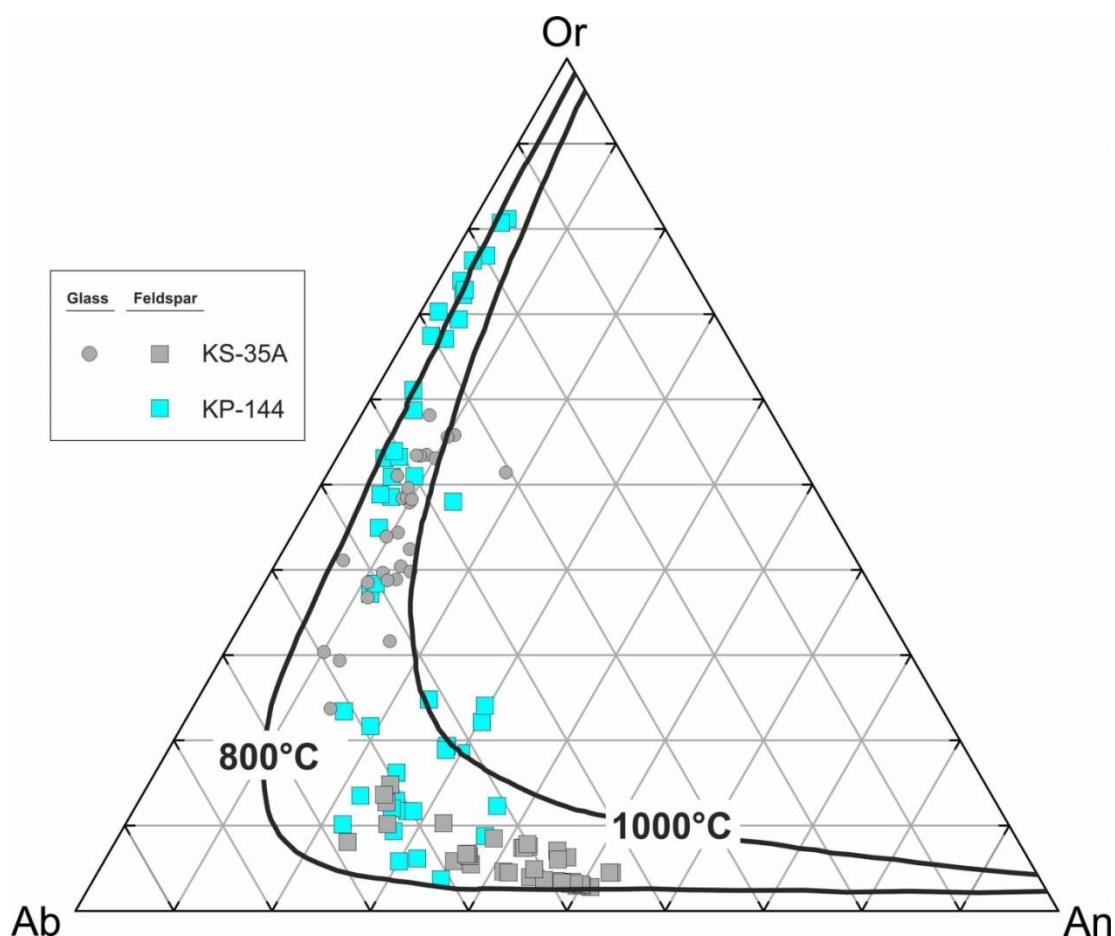 Or
Glass Feldspar
KS-35A
KP-144
800°C
1000°C
Ab
An